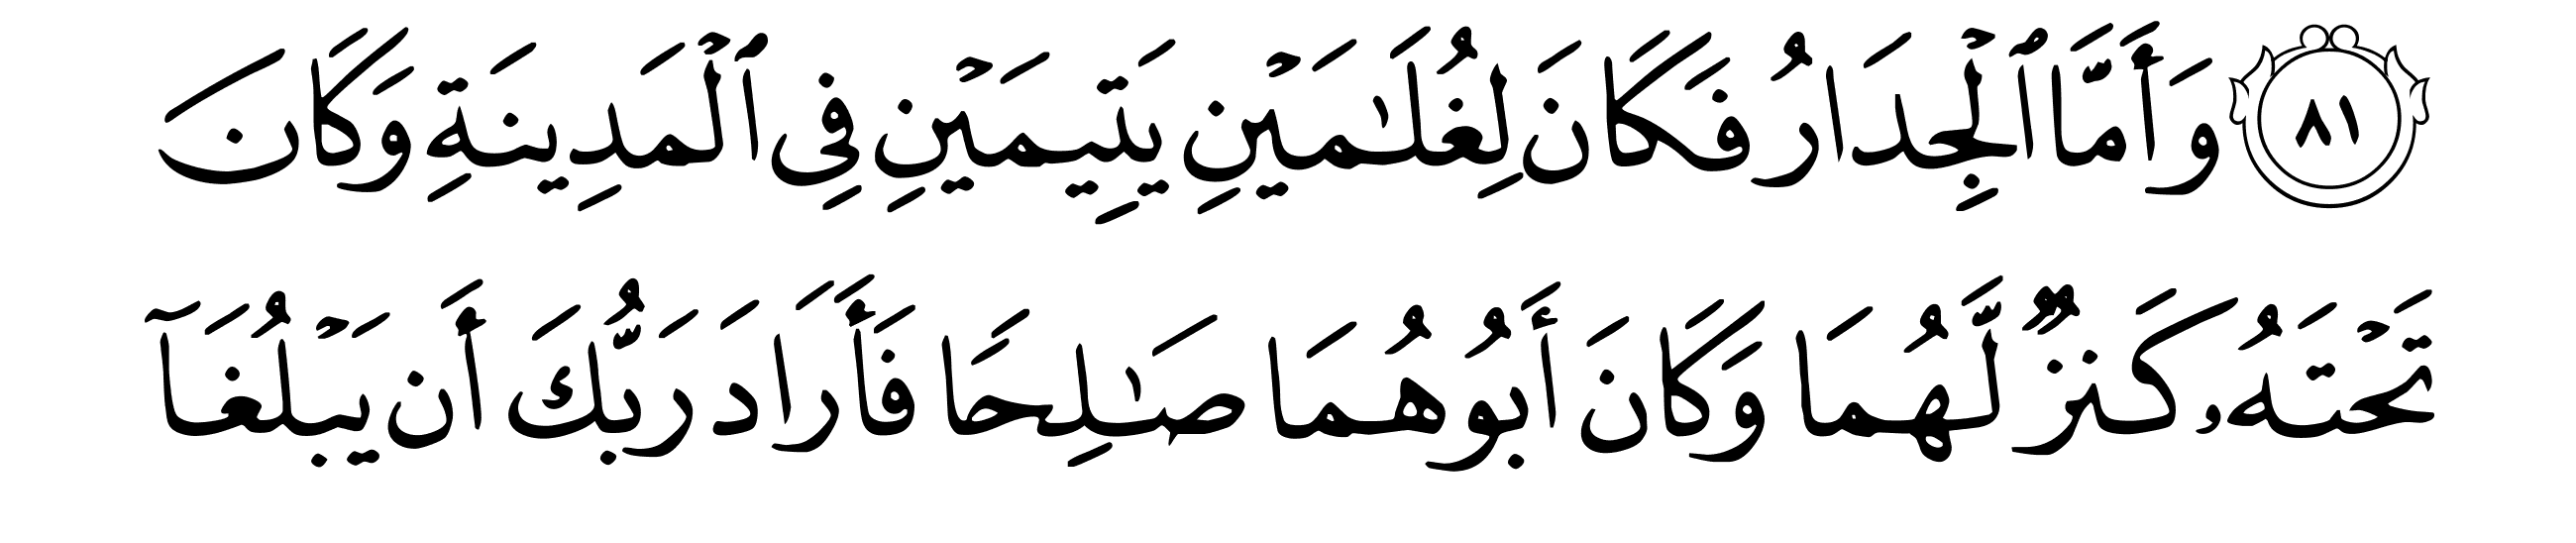 ٨١ وَأَمَّا ٱلْجِدَارُ فَكَانَ لِغُلَـٰمَيْنِ يَتِيمَيْنِ فِى ٱلْمَدِينَةِ وَكَانَ
تَحْتَهُۥ كَنزٌ لَّهُمَا وَكَانَ أَبُوهُمَا صَـٰلِحًا فَأَرَادَ رَبُّكَ أَن يَبْلُغَآ